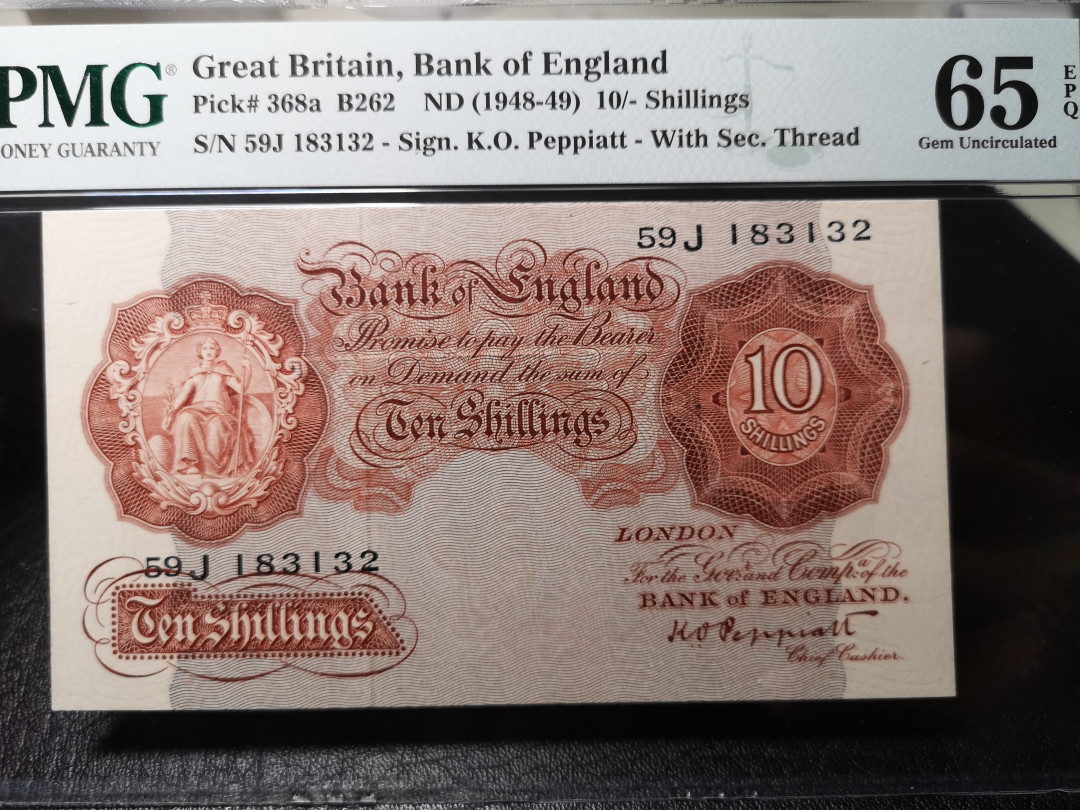 PMG®
ONEY GUARANTY
Great Britain, Bank of England
Pick# 368a B262 ND (1948-49) 10/- Shillings
S/N 59J 183132 - Sign. K.O. Peppiatt - With Sec. Thread
65
EPQ
Gem Uncirculated
59J 183132
Bank of England
Promise to pay the Bearer
on Demand the sum of
Ten Shillings
10
SHILLINGS
59J 183132
Ten Shillings
LONDON
For the Govr: and Compa: of the
BANK of ENGLAND.
K O Peppiatt
Chief Cashier.